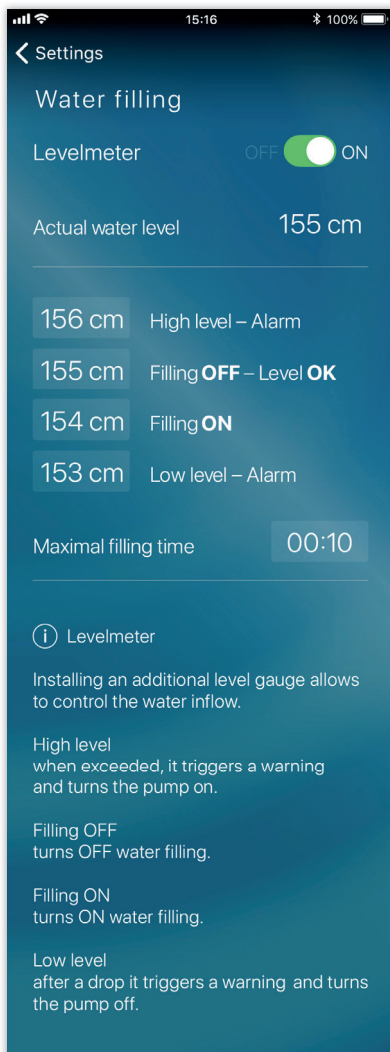 15:16 100%
Settings
Water filling
Levelmeter OFF ON
Actual water level 155 cm
156 cm High level – Alarm
155 cm Filling OFF – Level OK
154 cm Filling ON
153 cm Low level – Alarm
Maximal filling time 00:10
i Levelmeter
Installing an additional level gauge allows
to control the water inflow.
High level
when exceeded, it triggers a warning
and turns the pump on.
Filling OFF
turns OFF water filling.
Filling ON
turns ON water filling.
Low level
after a drop it triggers a warning and turns
the pump off.